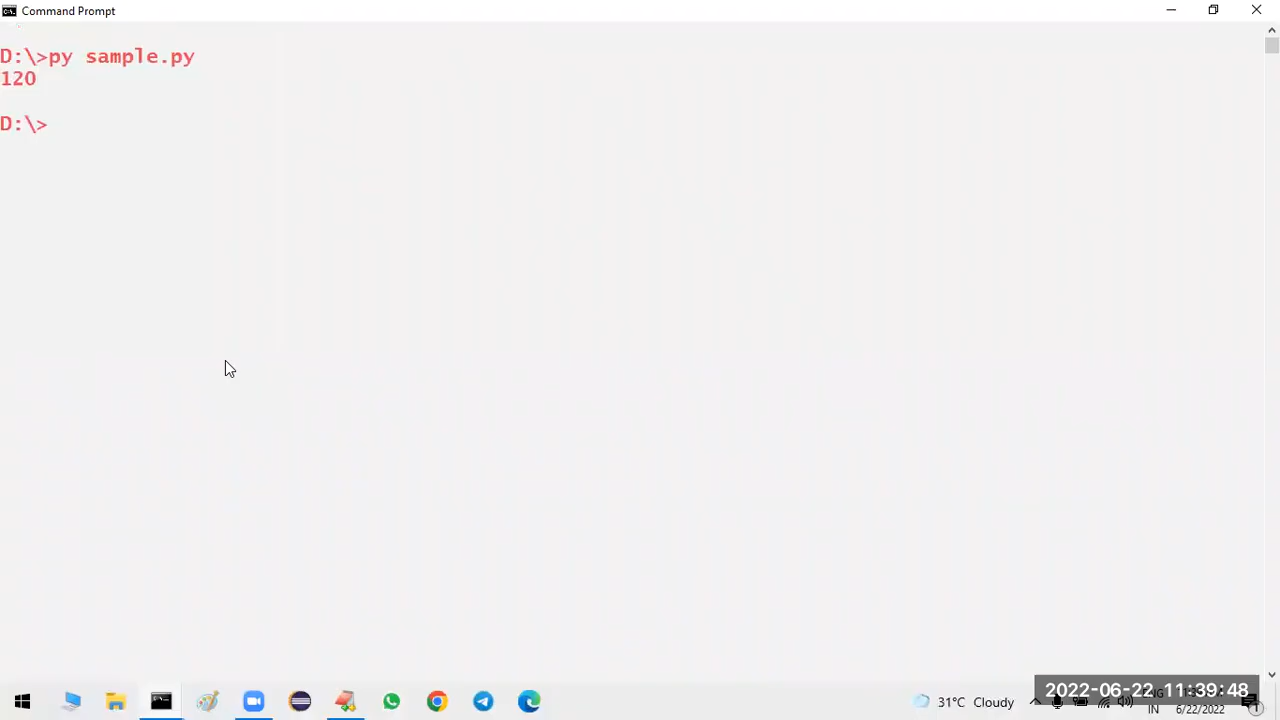 Command Prompt
D:\>py sample.py
120
D:\>
31°C Cloudy
2022-06-22 11:39:48
IN
6/22/2022